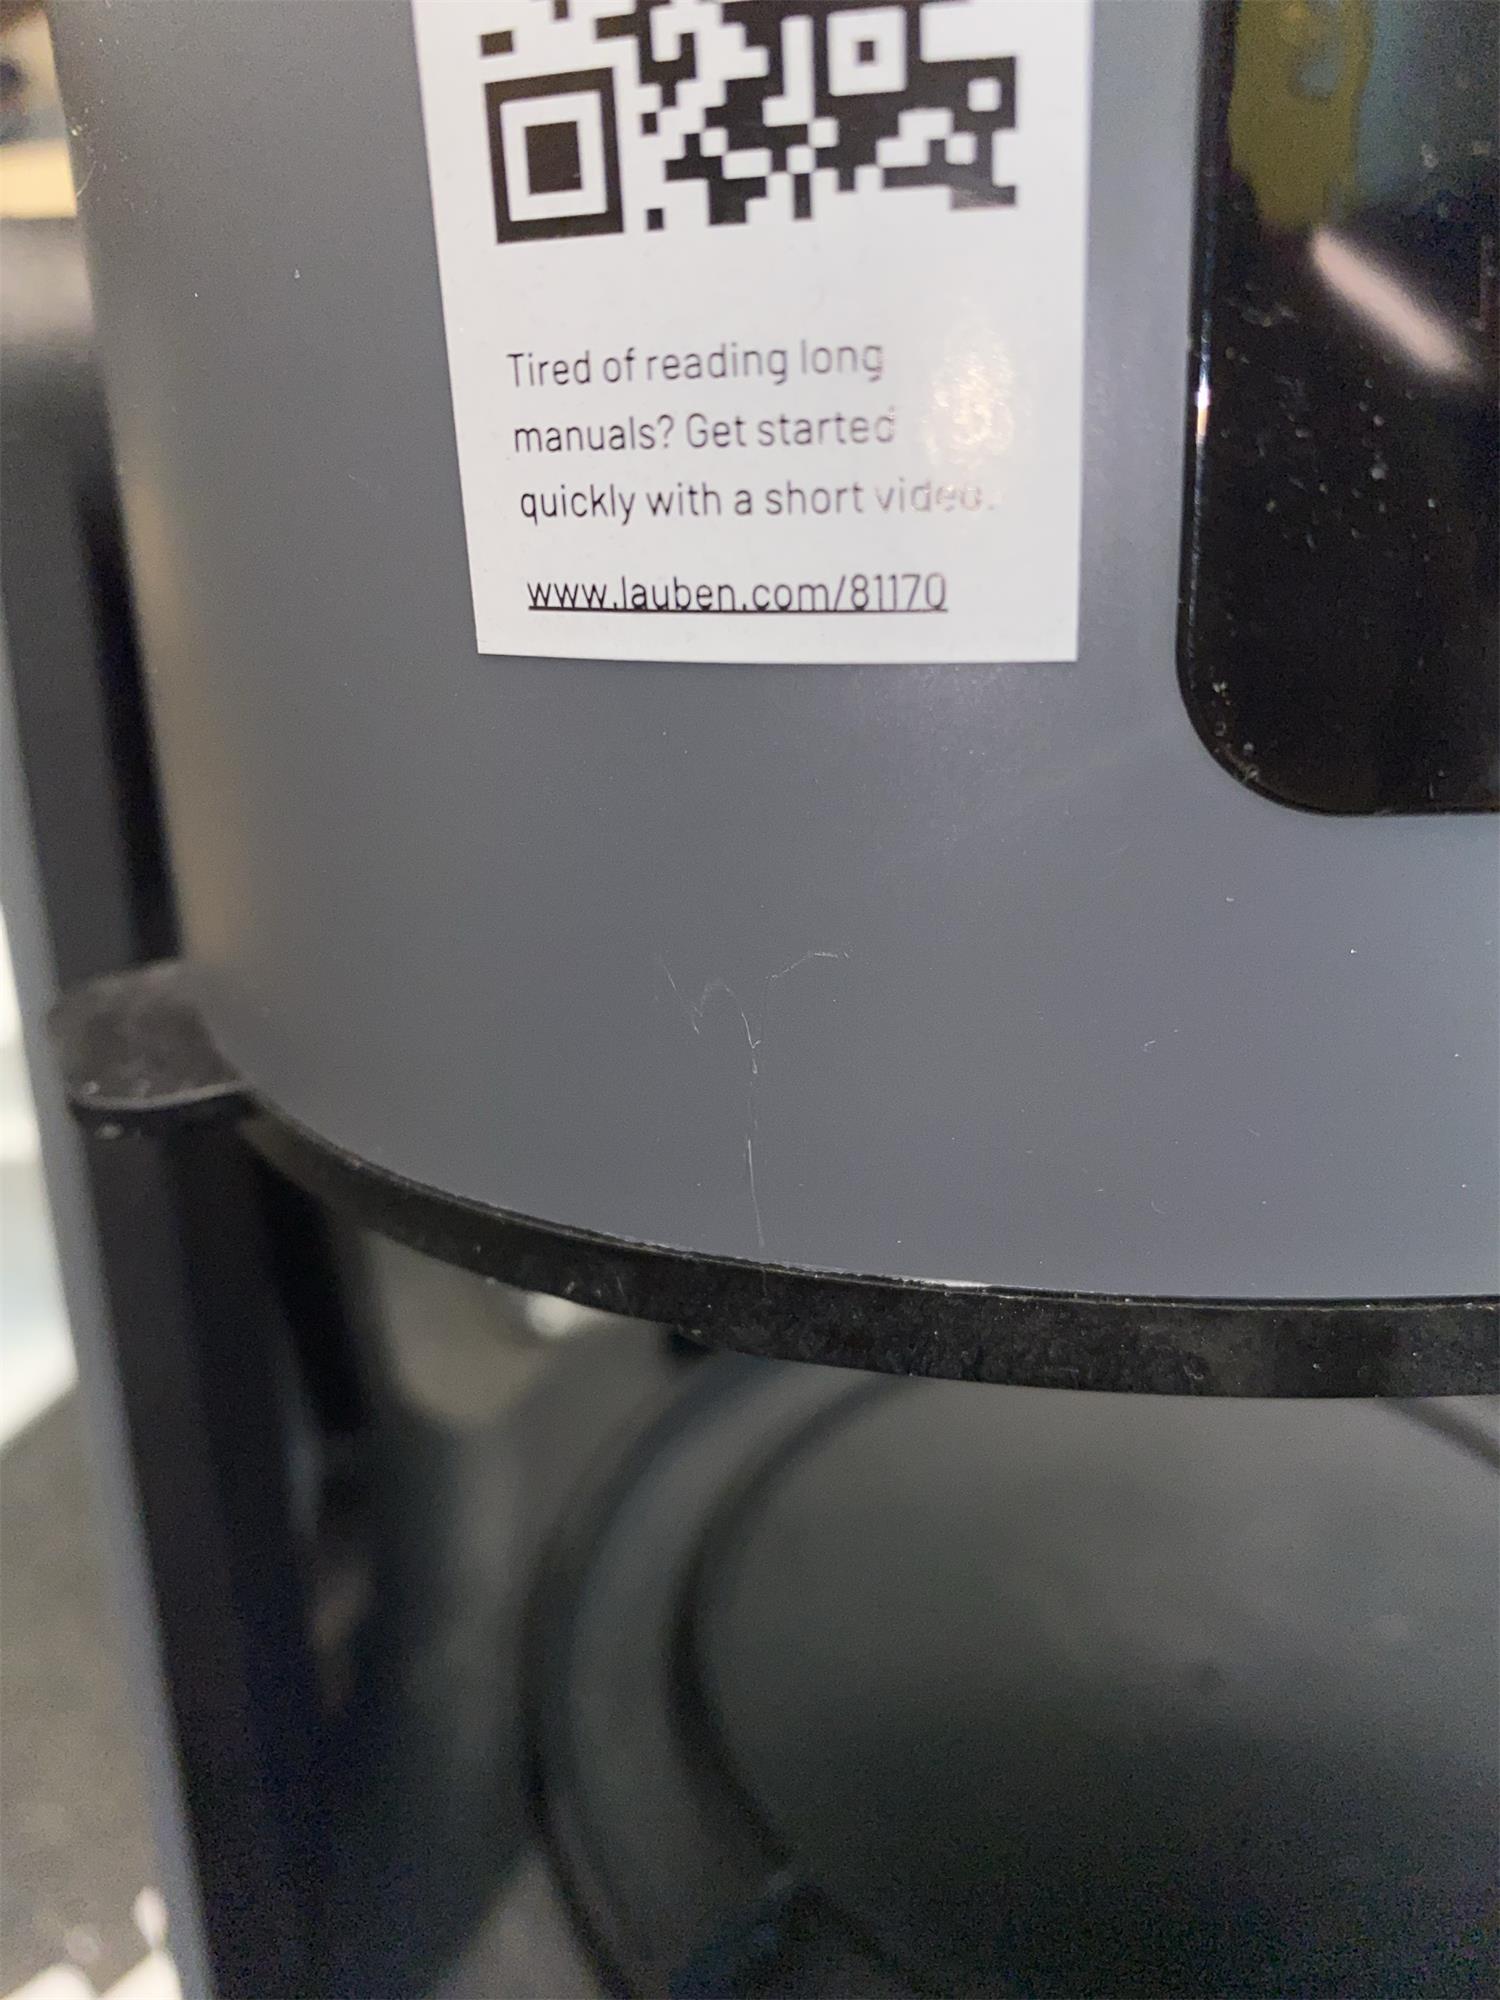 Tired of reading long
manuals? Get started
quickly with a short video.
www.lauben.com/81170